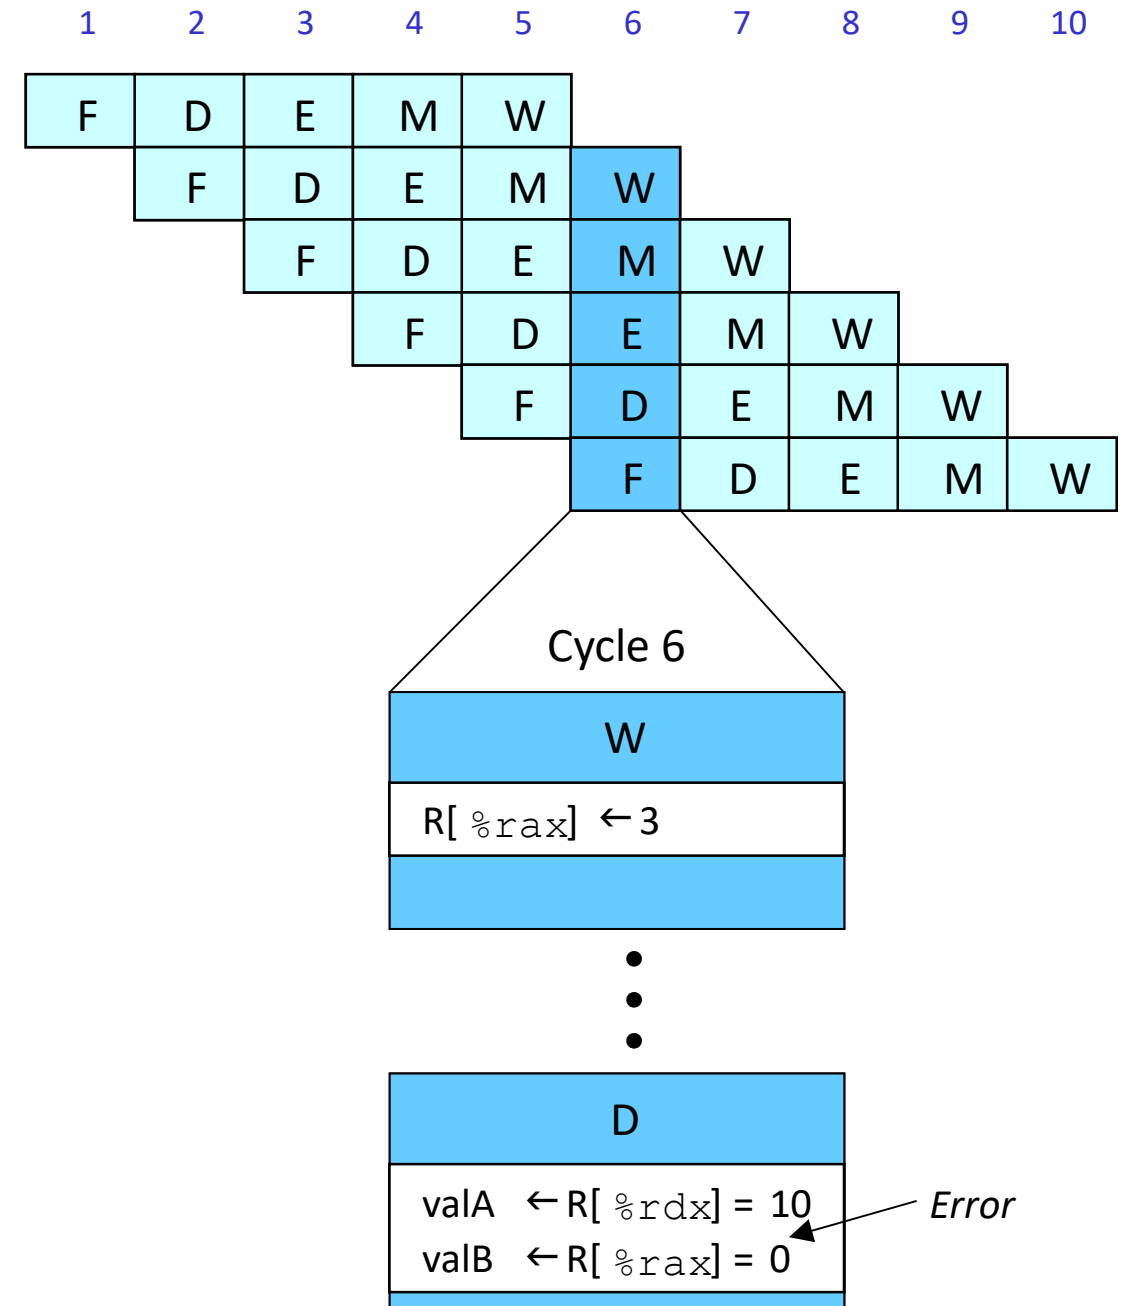 1 2 3 4 5 6 7 8 9 10
F D E M W
F D E M W
F D E M W
F D E M W
F D E M W
F D E M W
Cycle 6
W
R[ %rax] ← 3
D
valA ← R[ %rdx] = 10
Error
valB ← R[ %rax] = 0